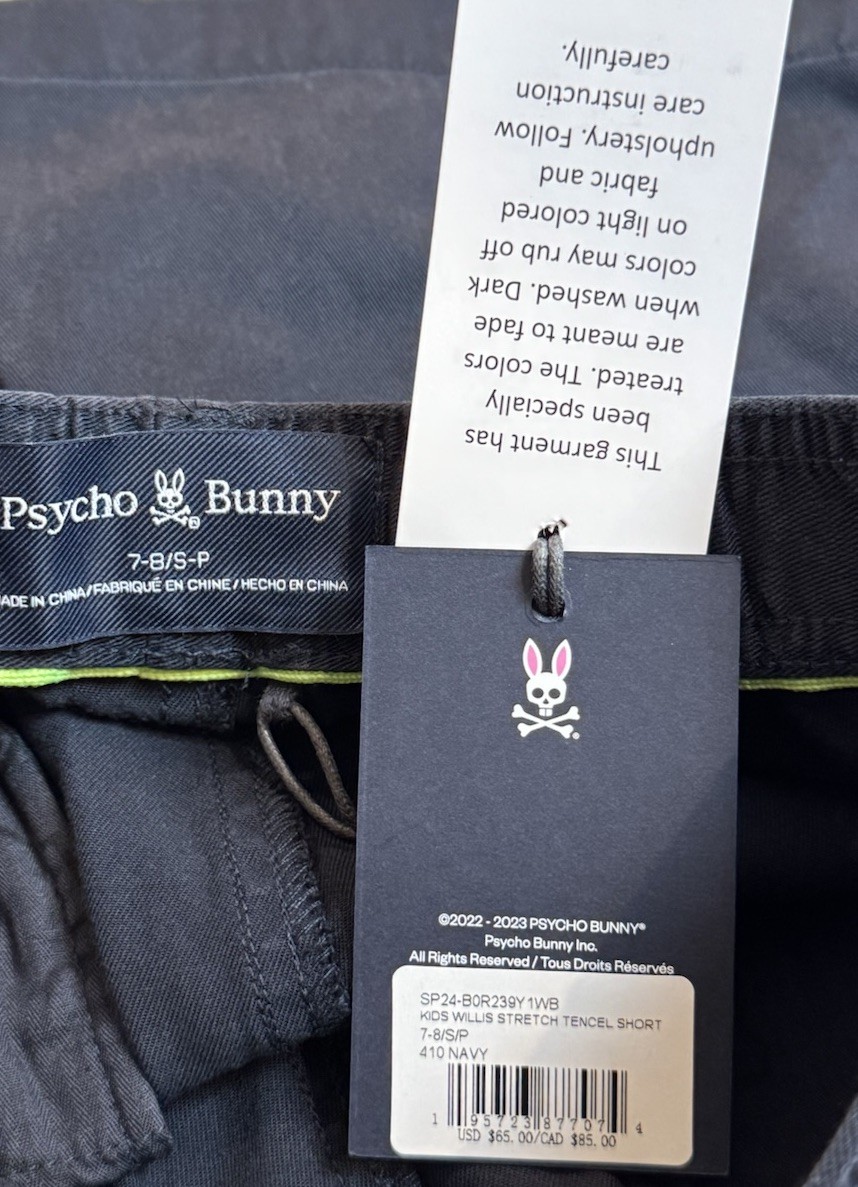 This garment has
been specially
treated. The colors
are meant to fade
when washed. Dark
colors may rub off
on light colored
fabric and
upholstery. Follow
care instruction
carefully.
Psycho Bunny
7-8/S-P
ADE IN CHINA/FABRIQUÉ EN CHINE/HECHO EN CHINA
©2022 - 2023 PSYCHO BUNNY®
Psycho Bunny Inc.
All Rights Reserved / Tous Droits Réservés
SP24-B0R239Y1WB
KIDS WILLIS STRETCH TENCEL SHORT
7-8/S/P
410 NAVY
1 95723 87707 4
USD $65.00/CAD $85.00